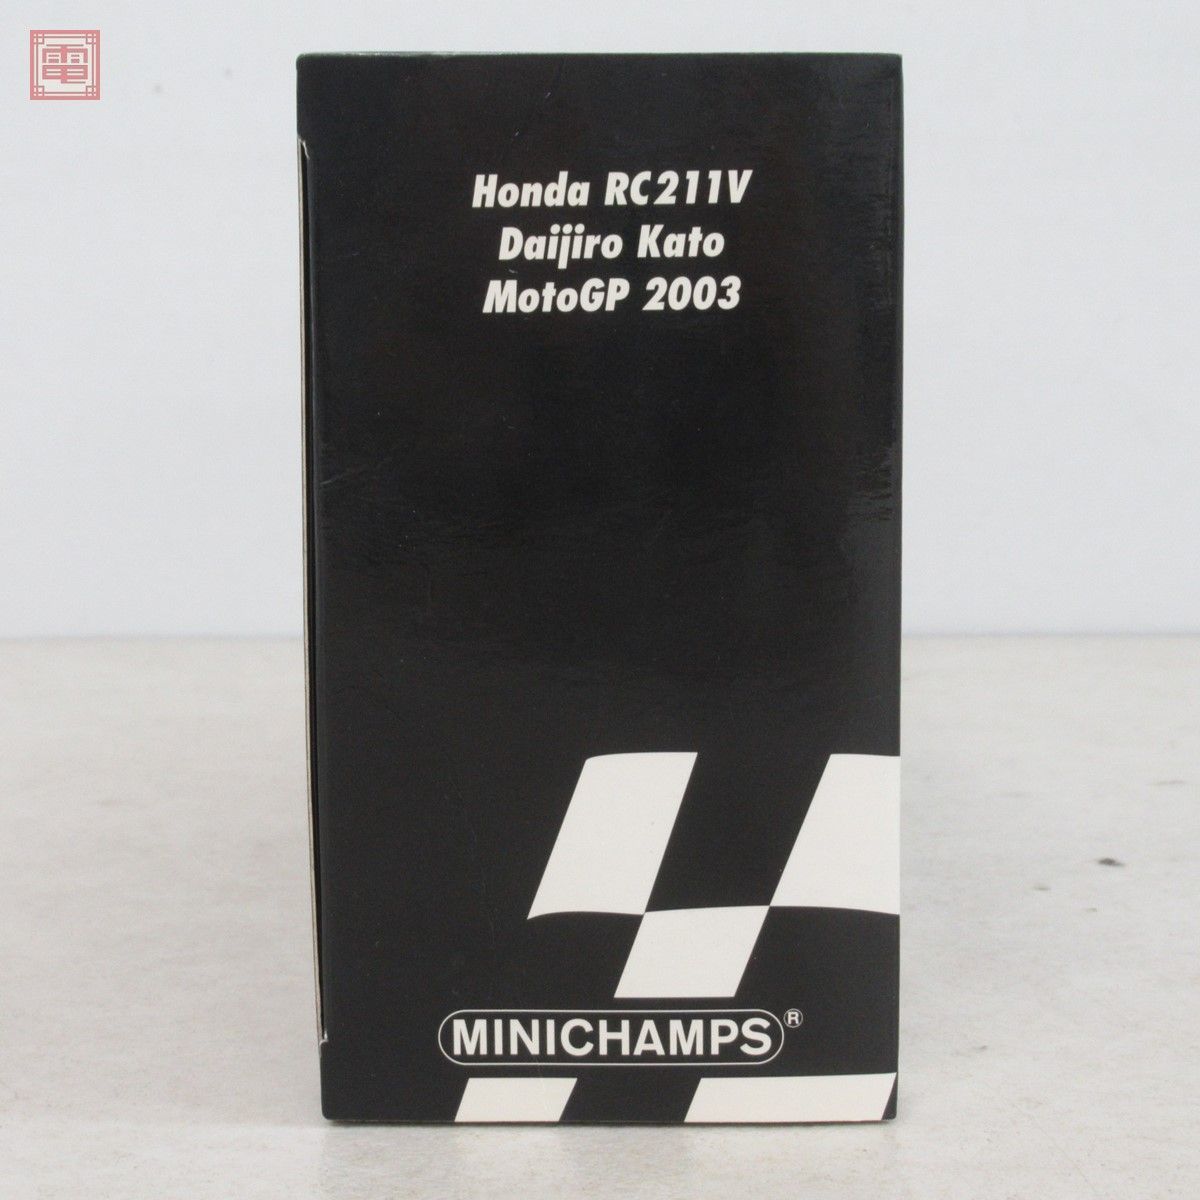 電
Honda RC211V
Daijiro Kato
MotoGP 2003
MINICHAMPS®